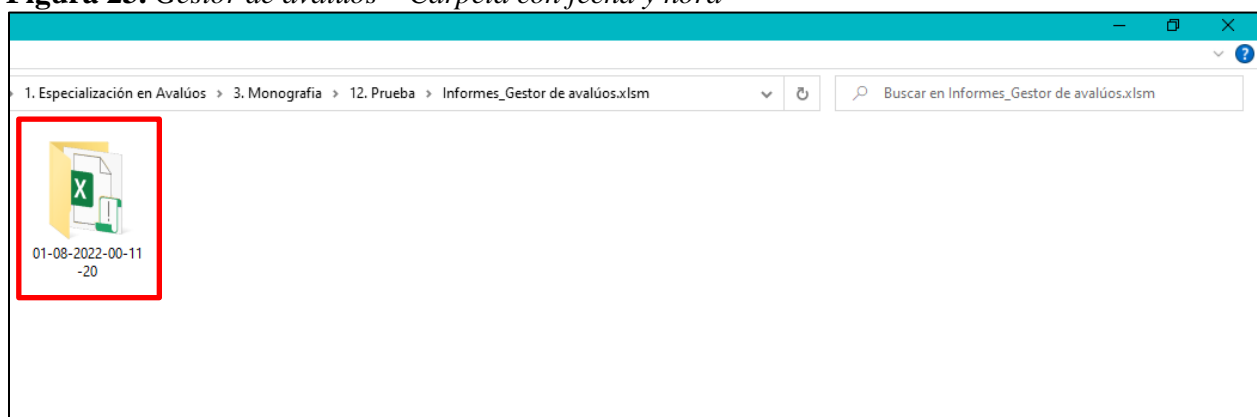 Figura 25. Gestor de avalúos – Carpeta con fecha y hora
1. Especialización en Avalúos > 3. Monografia > 12. Prueba > Informes_Gestor de avalúos.xlsm
Buscar en Informes_Gestor de avalúos.xlsm
01-08-2022-00-11
-20